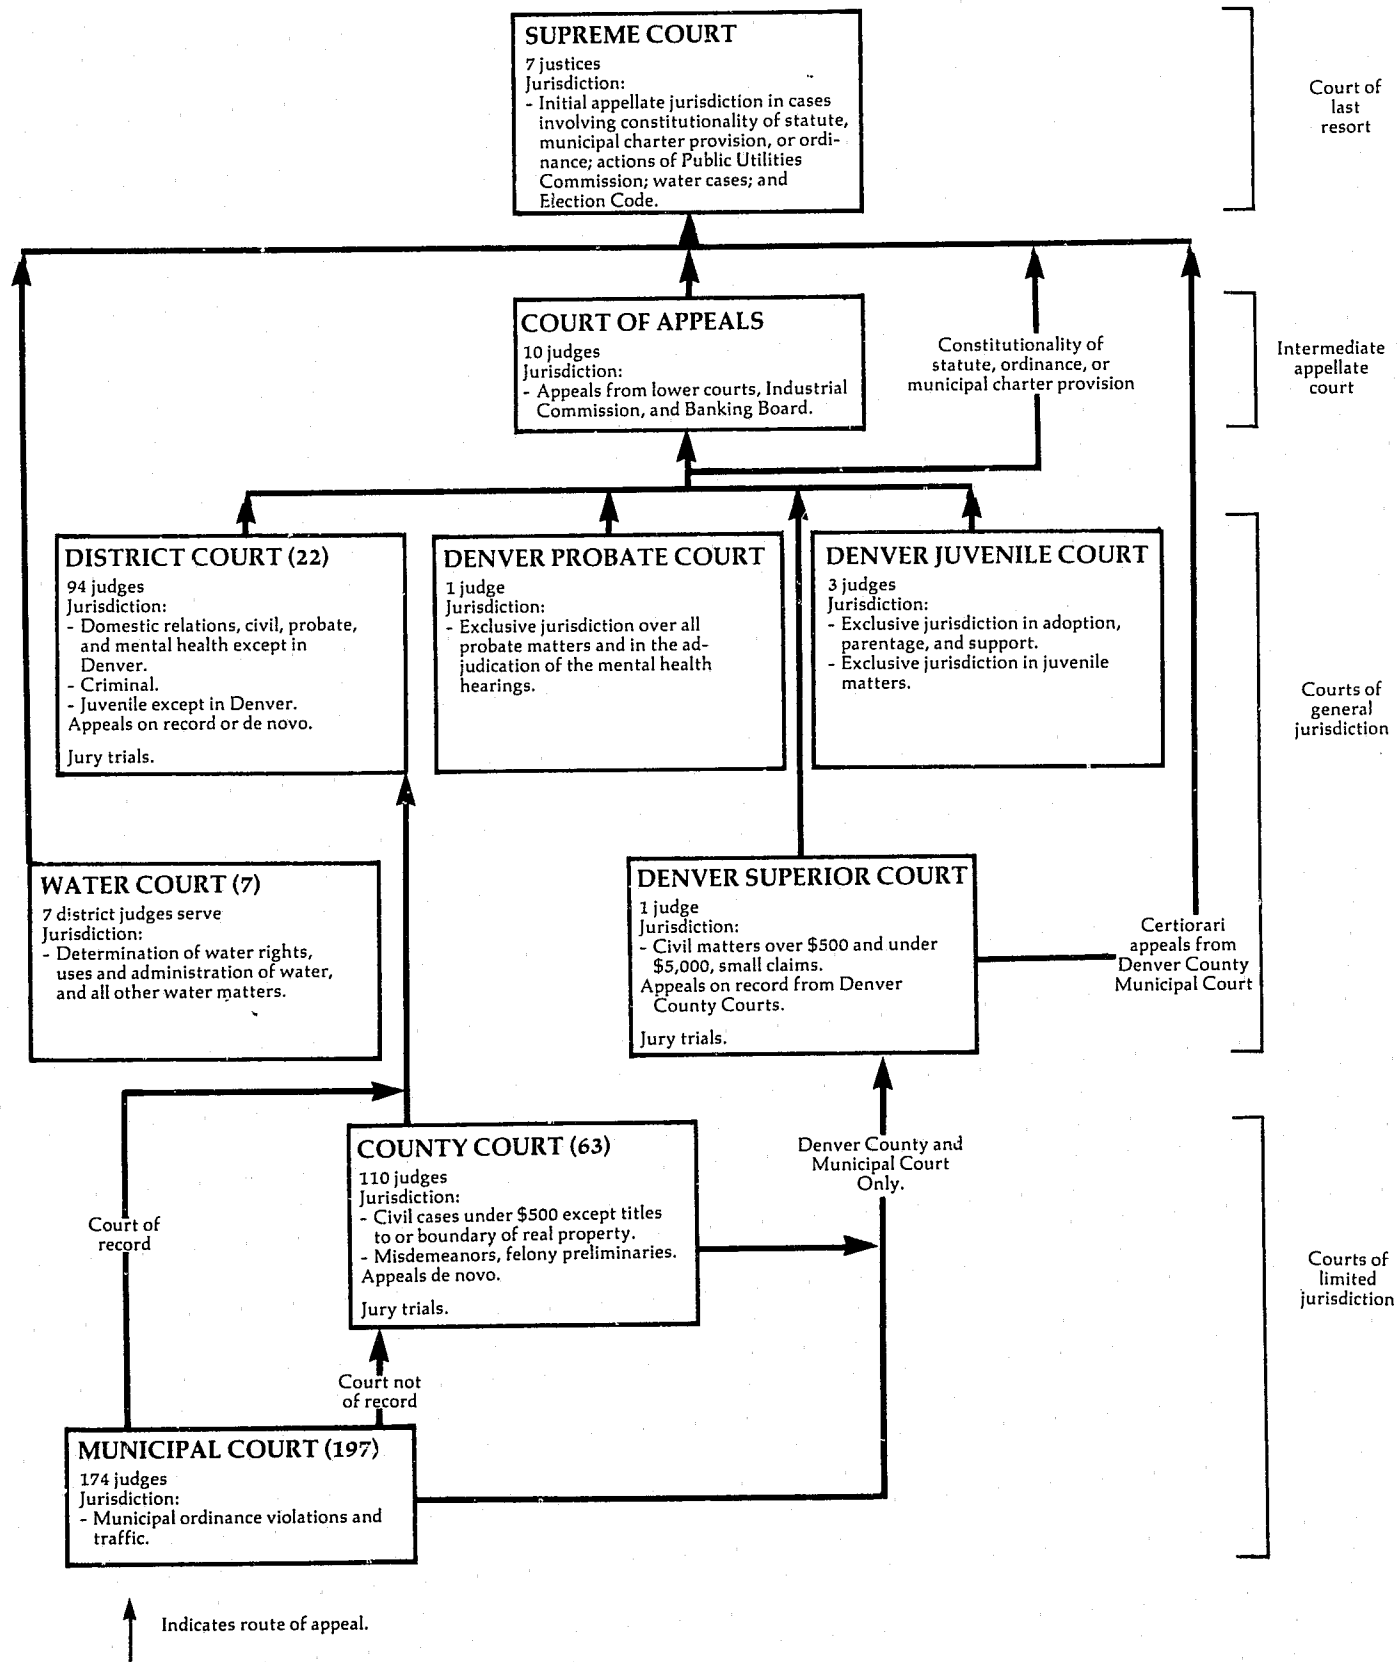 SUPREME COURT
7 justices
Jurisdiction:
- Initial appellate jurisdiction in cases
involving constitutionality of statute,
municipal charter provision, or ordi-
nance; actions of Public Utilities
Commission; water cases; and
Election Code.
Court of
last
resort
COURT OF APPEALS
10 judges
Jurisdiction:
- Appeals from lower courts, Industrial
Commission, and Banking Board.
Constitutionality of
statute, ordinance, or
municipal charter provision
Intermediate
appellate
court
DISTRICT COURT (22)
94 judges
Jurisdiction:
- Domestic relations, civil, probate,
and mental health except in
Denver.
- Criminal.
- Juvenile except in Denver.
Appeals on record or de novo.
Jury trials.
DENVER PROBATE COURT
1 judge
Jurisdiction:
- Exclusive jurisdiction over all
probate matters and in the ad-
judication of the mental health
hearings.
DENVER JUVENILE COURT
3 judges
Jurisdiction:
- Exclusive jurisdiction in adoption,
parentage, and support.
- Exclusive jurisdiction in juvenile
matters.
Courts of
general
jurisdiction
WATER COURT (7)
7 district judges serve
Jurisdiction:
- Determination of water rights,
uses and administration of water,
and all other water matters.
DENVER SUPERIOR COURT
1 judge
Jurisdiction:
- Civil matters over $500 and under
$5,000, small claims.
Appeals on record from Denver
County Courts.
Jury trials.
Certiorari
appeals from
Denver County
Municipal Court
COUNTY COURT (63)
110 judges
Jurisdiction:
- Civil cases under $500 except titles
to or boundary of real property.
- Misdemeanors, felony preliminaries.
Appeals de novo.
Jury trials.
Denver County and
Municipal Court
Only.
Court of
record
Courts of
limited
jurisdiction
Court not
of record
MUNICIPAL COURT (197)
174 judges
Jurisdiction:
- Municipal ordinance violations and
traffic.
Indicates route of appeal.